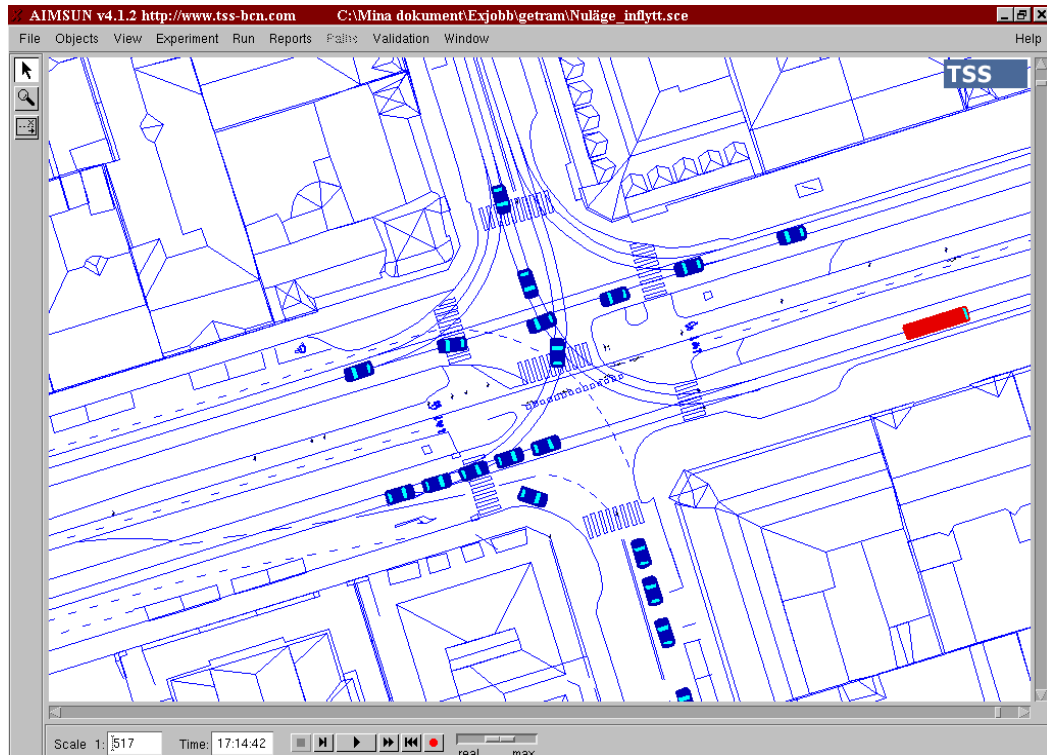 AIMSUN v4.1.2 http://www.tss-bcn.com C:\Mina dokument\Exjobb\getram\Nuläge_inflytt.sce
File Objects View Experiment Run Reports Paths Validation Window Help
TSS
Scale 1: 517 Time: 17:14:42
real max